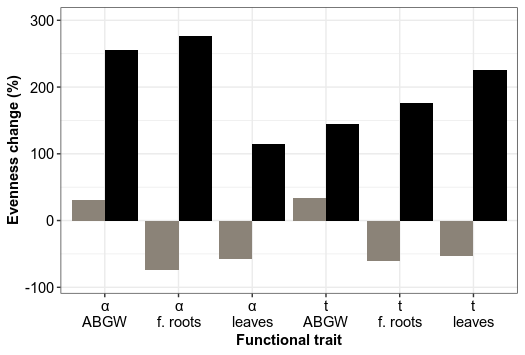 Evenness change (%)
300
200
100
0
-100
α α α t t t
ABGW f. roots leaves ABGW f. roots leaves
Functional trait